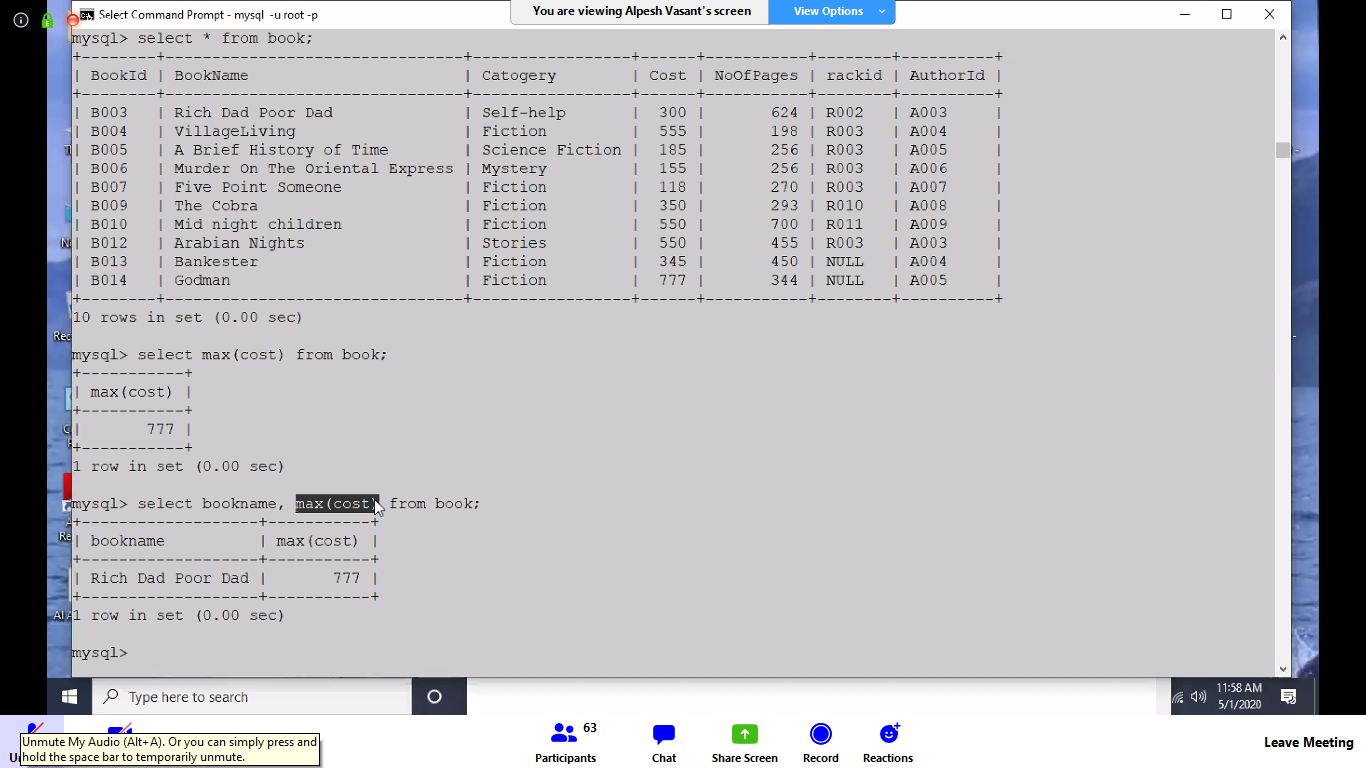 Select Command Prompt - mysql -u root -p
You are viewing Alpesh Vasant's screen
View Options
mysql> select * from book;
+--------+--------------------------------+-----------------+------+-----------+--------+----------+
| BookId | BookName | Catogery | Cost | NoOfPages | rackid | AuthorId |
+--------+--------------------------------+-----------------+------+-----------+--------+----------+
| B003 | Rich Dad Poor Dad | Self-help | 300 | 624 | R002 | A003 |
| B004 | VillageLiving | Fiction | 555 | 198 | R003 | A004 |
| B005 | A Brief History of Time | Science Fiction | 185 | 256 | R003 | A005 |
| B006 | Murder On The Oriental Express | Mystery | 155 | 256 | R003 | A006 |
| B007 | Five Point Someone | Fiction | 118 | 270 | R003 | A007 |
| B009 | The Cobra | Fiction | 350 | 293 | R010 | A008 |
| B010 | Mid night children | Fiction | 550 | 700 | R011 | A009 |
| B012 | Arabian Nights | Stories | 550 | 455 | R003 | A003 |
| B013 | Bankester | Fiction | 345 | 450 | NULL | A004 |
| B014 | Godman | Fiction | 777 | 344 | NULL | A005 |
+--------+--------------------------------+-----------------+------+-----------+--------+----------+
10 rows in set (0.00 sec)
mysql> select max(cost) from book;
+-----------+
| max(cost) |
+-----------+
| 777 |
+-----------+
1 row in set (0.00 sec)
mysql> select bookname, max(cost) from book;
+-------------------+-----------+
| bookname | max(cost) |
+-------------------+-----------+
| Rich Dad Poor Dad | 777 |
+-------------------+-----------+
1 row in set (0.00 sec)
mysql>
Type here to search
11:58 AM
5/1/2020
Unmute My Audio (Alt+A). Or you can simply press and
hold the space bar to temporarily unmute.
63
Participants
Chat
Share Screen
Record
Reactions
Leave Meeting